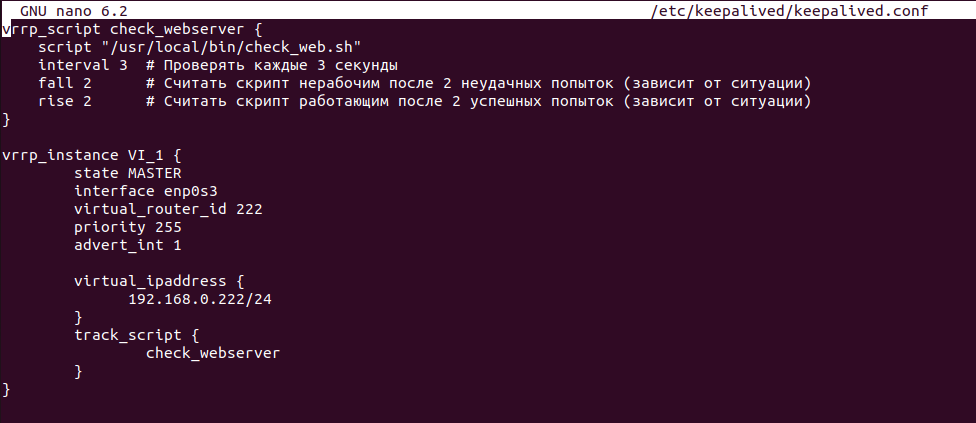 GNU nano 6.2 /etc/keepalived/keepalived.conf
vrrp_script check_webserver {
    script "/usr/local/bin/check_web.sh"
    interval 3  # Проверять каждые 3 секунды
    fall 2      # Считать скрипт нерабочим после 2 неудачных попыток (зависит от ситуации)
    rise 2      # Считать скрипт работающим после 2 успешных попыток (зависит от ситуации)
}

vrrp_instance VI_1 {
        state MASTER
        interface enp0s3
        virtual_router_id 222
        priority 255
        advert_int 1

        virtual_ipaddress {
              192.168.0.222/24
        }
        track_script {
                check_webserver
        }
}